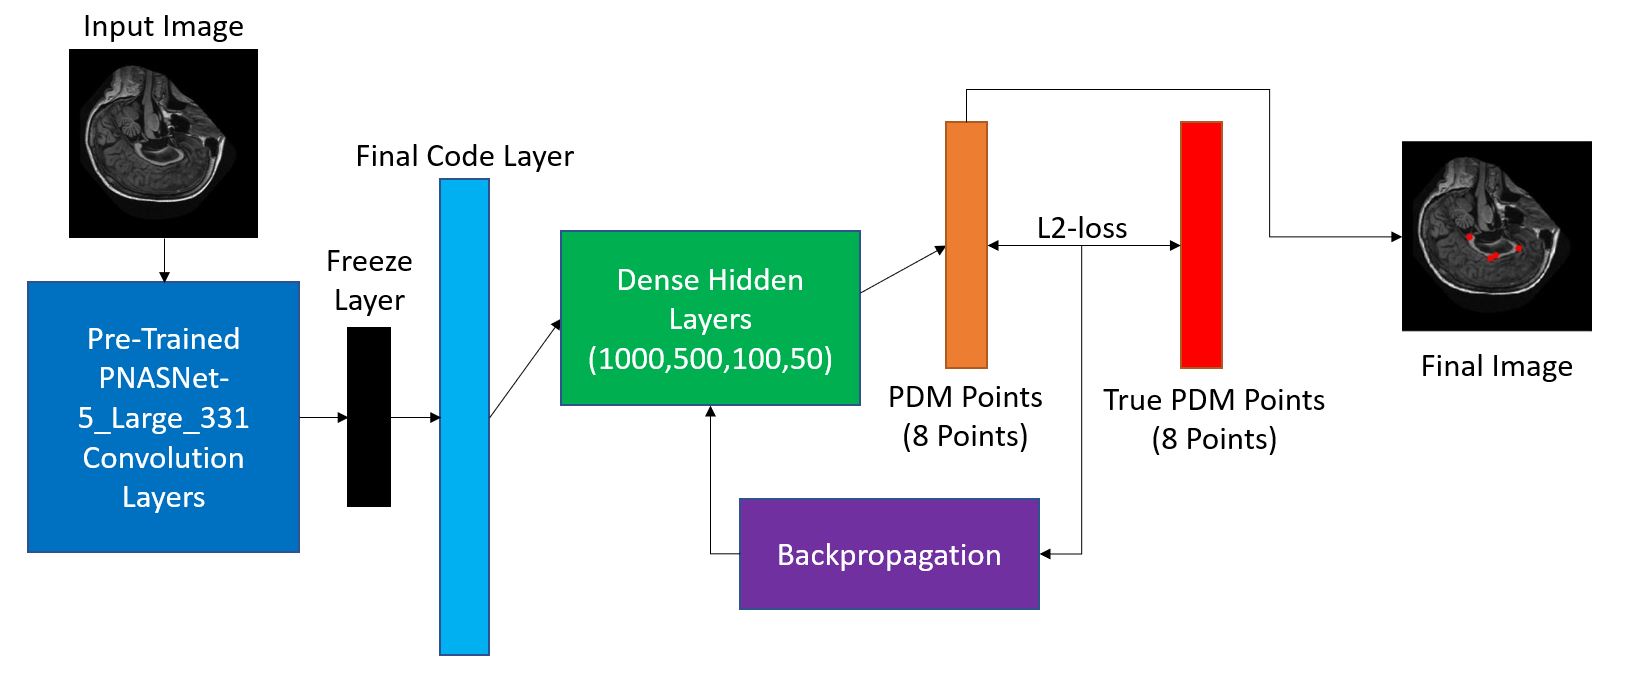 Input Image
Final Code Layer
Freeze
Layer
Pre-Trained
PNASNet-
5_Large_331
Convolution
Layers
Dense Hidden
Layers
(1000,500,100,50)
L2-loss
PDM Points
(8 Points)
True PDM Points
(8 Points)
Final Image
Backpropagation